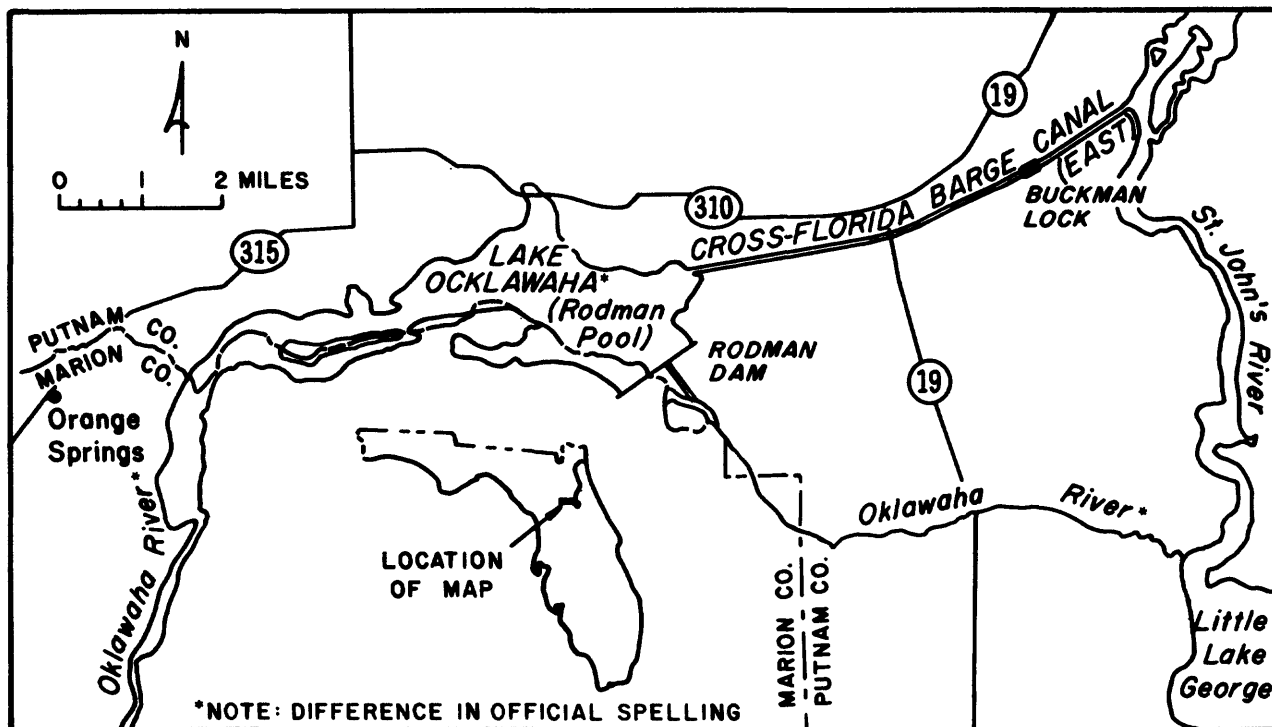 N
0 1 2 MILES
19
CROSS-FLORIDA BARGE CANAL
(EAST)
BUCKMAN
LOCK
310
315
LAKE
OCKLAWAHA*
(Rodman
Pool)
St. John's River
PUTNAM CO.
MARION CO.
RODMAN
DAM
19
Orange
Springs
Oklawaha River*
Oklawaha River*
LOCATION
OF MAP
MARION CO.
PUTNAM CO.
Little
Lake
George
*NOTE: DIFFERENCE IN OFFICIAL SPELLING